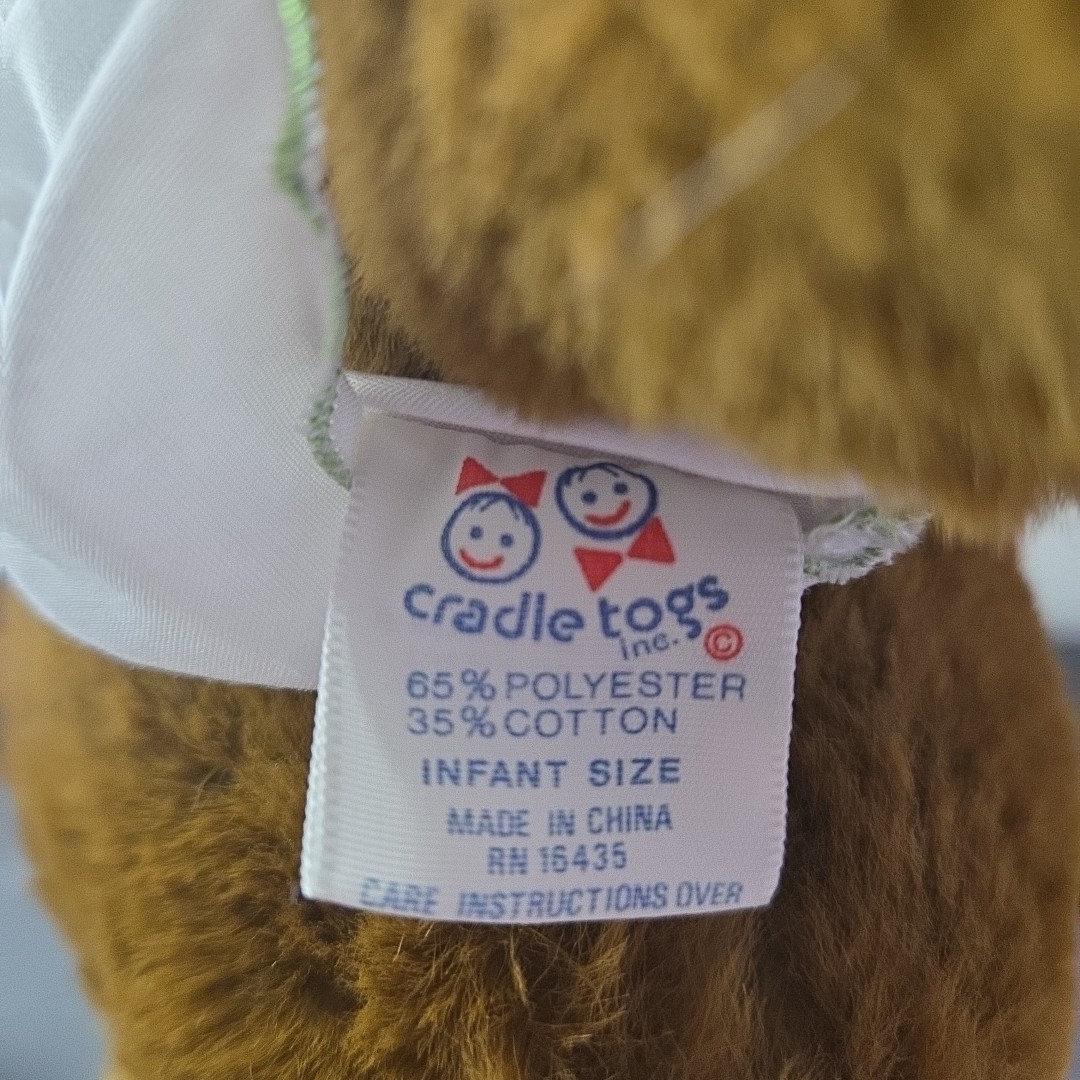 cradle togs
inc. ©
65% POLYESTER
35% COTTON
INFANT SIZE
MADE IN CHINA
RN 16435
CARE INSTRUCTIONS OVER